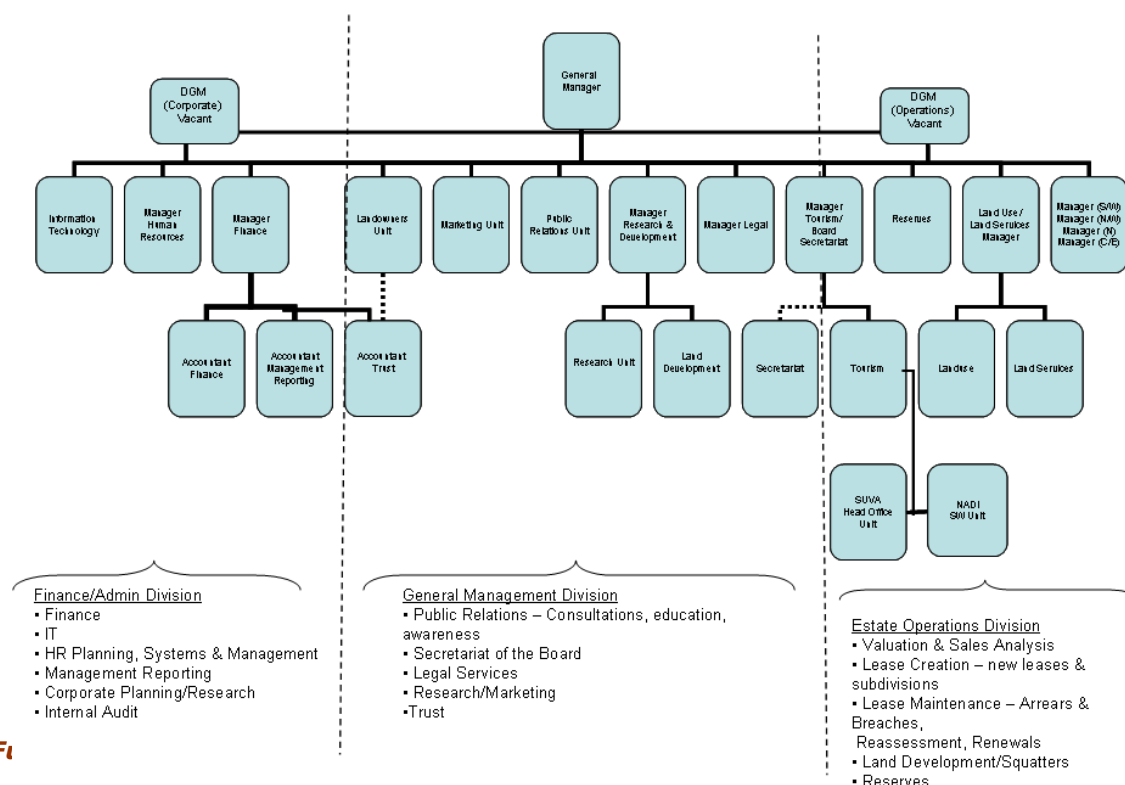 General
Manager
DGM
(Corporate)
Vacant
DGM
(Operations)
Vacant
Information
Technology
Manager
Human
Resources
Manager
Finance
Landowners
Unit
Marketing Unit
Public
Relations Unit
Manager
Research &
Development
Manager Legal
Manager
Tourism/
Board
Secretariat
Reserves
Land Use/
Land Services
Manager
Manager (S/W)
Manager (N/W)
Manager (N)
Manager (C/E)
Accountant
Finance
Accountant
Management
Reporting
Accountant
Trust
Research Unit
Land
Development
Secretariat
Tourism
Landuse
Land Services
SUVA
Head Office
Unit
NADI
SW Unit
Finance/Admin Division
▪ Finance
▪ IT
▪ HR Planning, Systems & Management
▪ Management Reporting
▪ Corporate Planning/Research
▪ Internal Audit
General Management Division
▪ Public Relations – Consultations, education,
awareness
▪ Secretariat of the Board
▪ Legal Services
▪ Research/Marketing
▪Trust
Estate Operations Division
▪ Valuation & Sales Analysis
▪ Lease Creation – new leases &
subdivisions
▪ Lease Maintenance – Arrears &
Breaches,
Reassessment, Renewals
▪ Land Development/Squatters
▪ Reserves